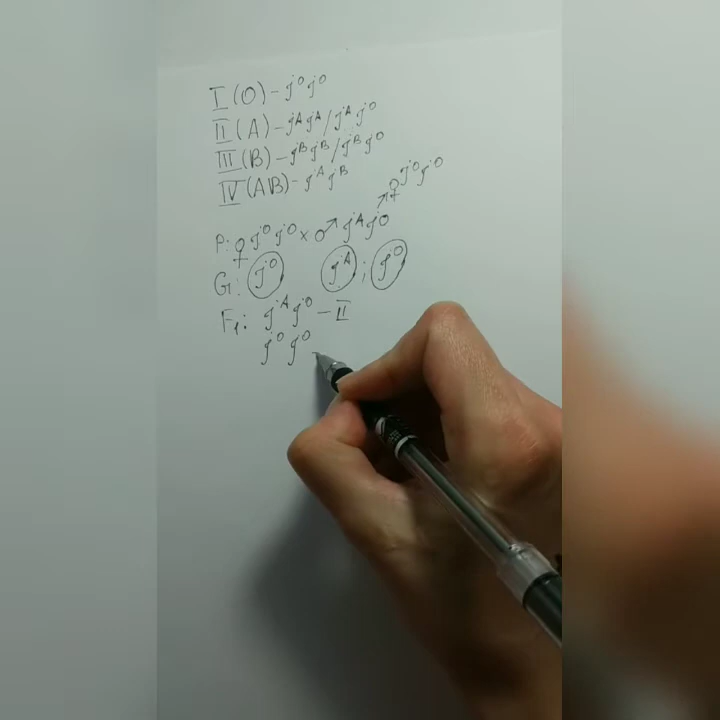 I (O) - j⁰j⁰
II (A) - jᴬjᴬ / jᴬj⁰
III (B) - jᴮjᴮ / jᴮj⁰
IV (AB) - jᴬjᴮ
♀ j⁰j⁰
↗
P: ♀ j⁰j⁰ × ♂ jᴬj⁰
G: j⁰ jᴬ ; j⁰
F₁: jᴬj⁰ - II
j⁰j⁰ -